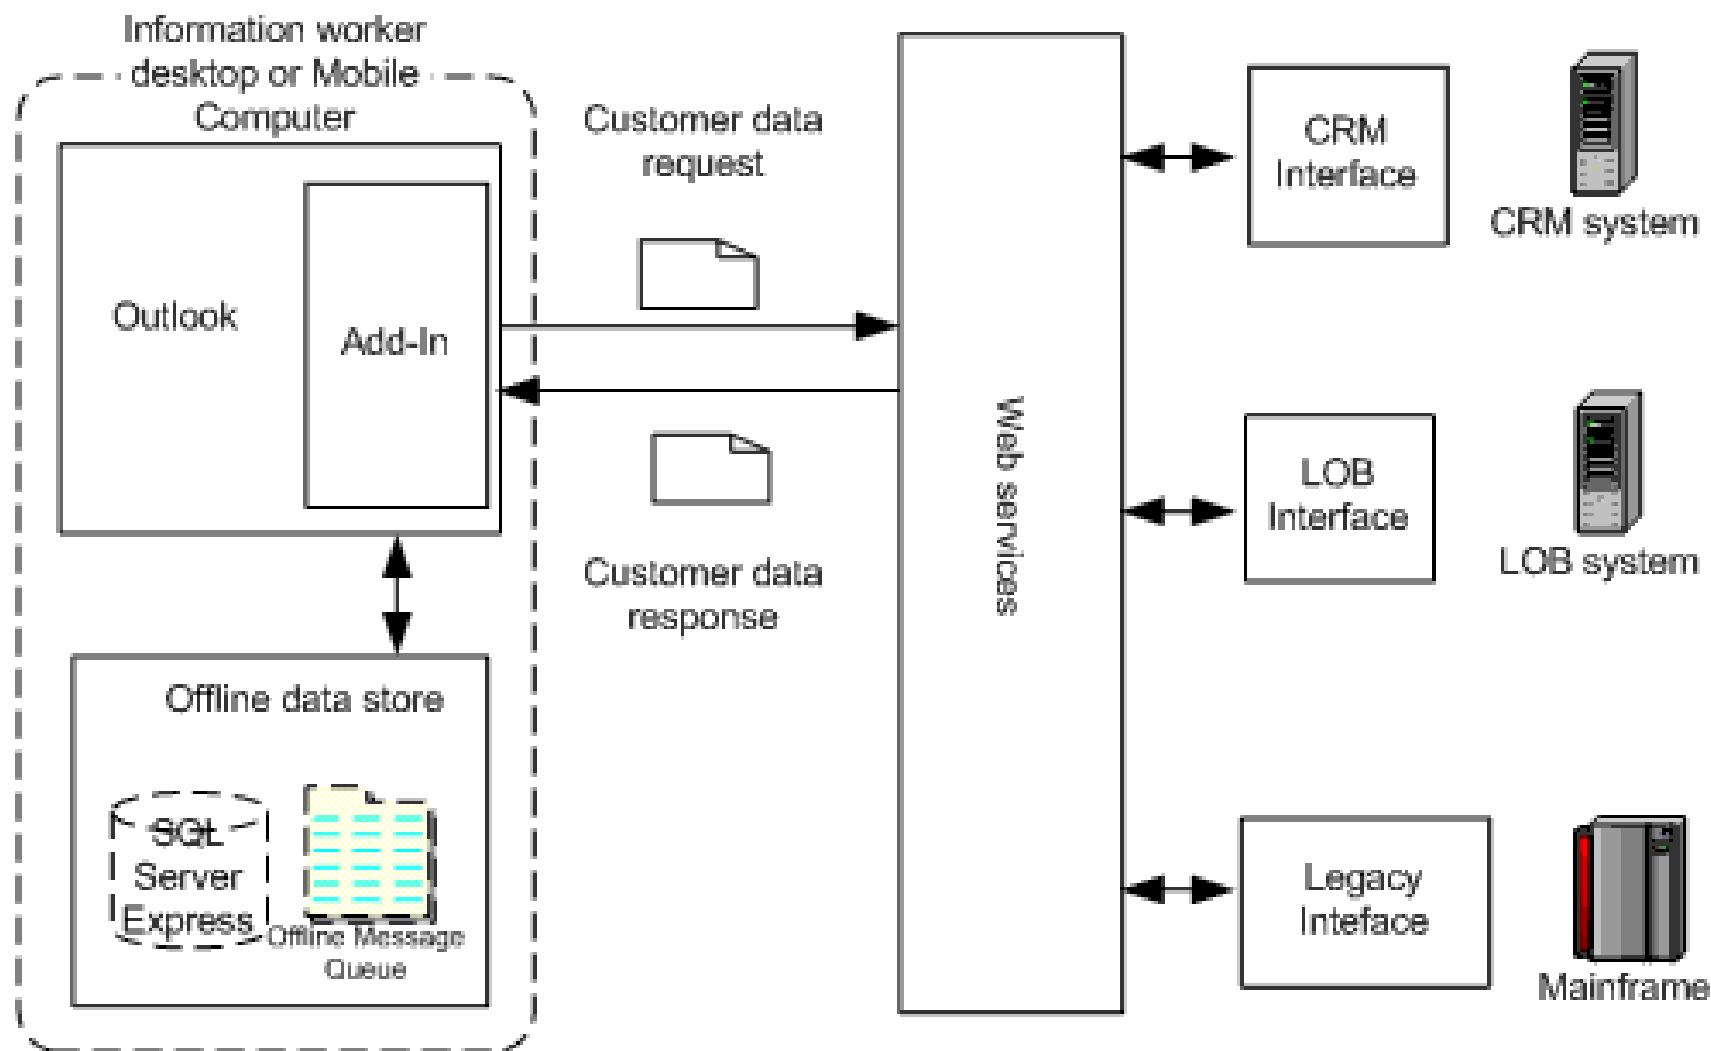 Information worker
desktop or Mobile
Computer
Outlook
Add-In
Customer data
request
Customer data
response
Offline data store
SQL
Server
Express
Offline Message
Queue
Web services
CRM
Interface
CRM system
LOB
Interface
LOB system
Legacy
Inteface
Mainframe